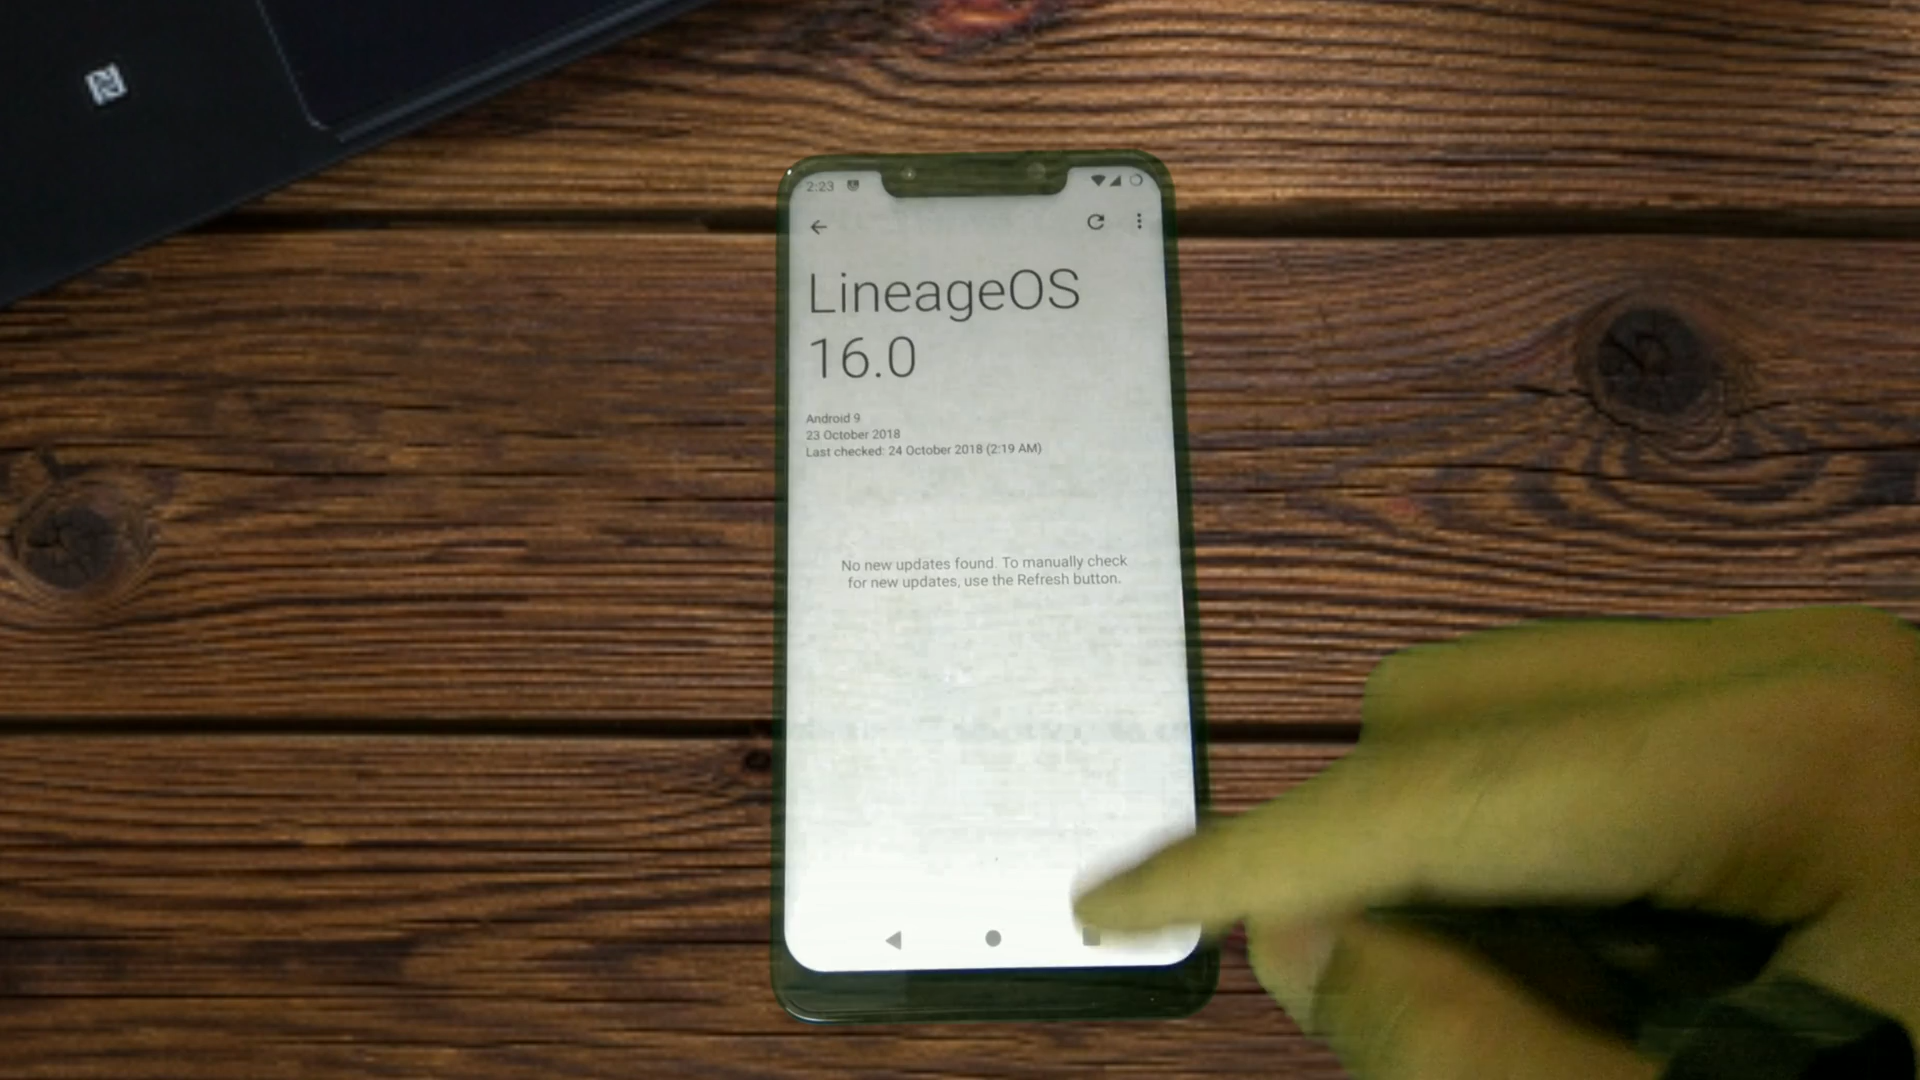 2:23
LineageOS
16.0
Android 9
23 October 2018
Last checked: 24 October 2018 (2:19 AM)
No new updates found. To manually check
for new updates, use the Refresh button.